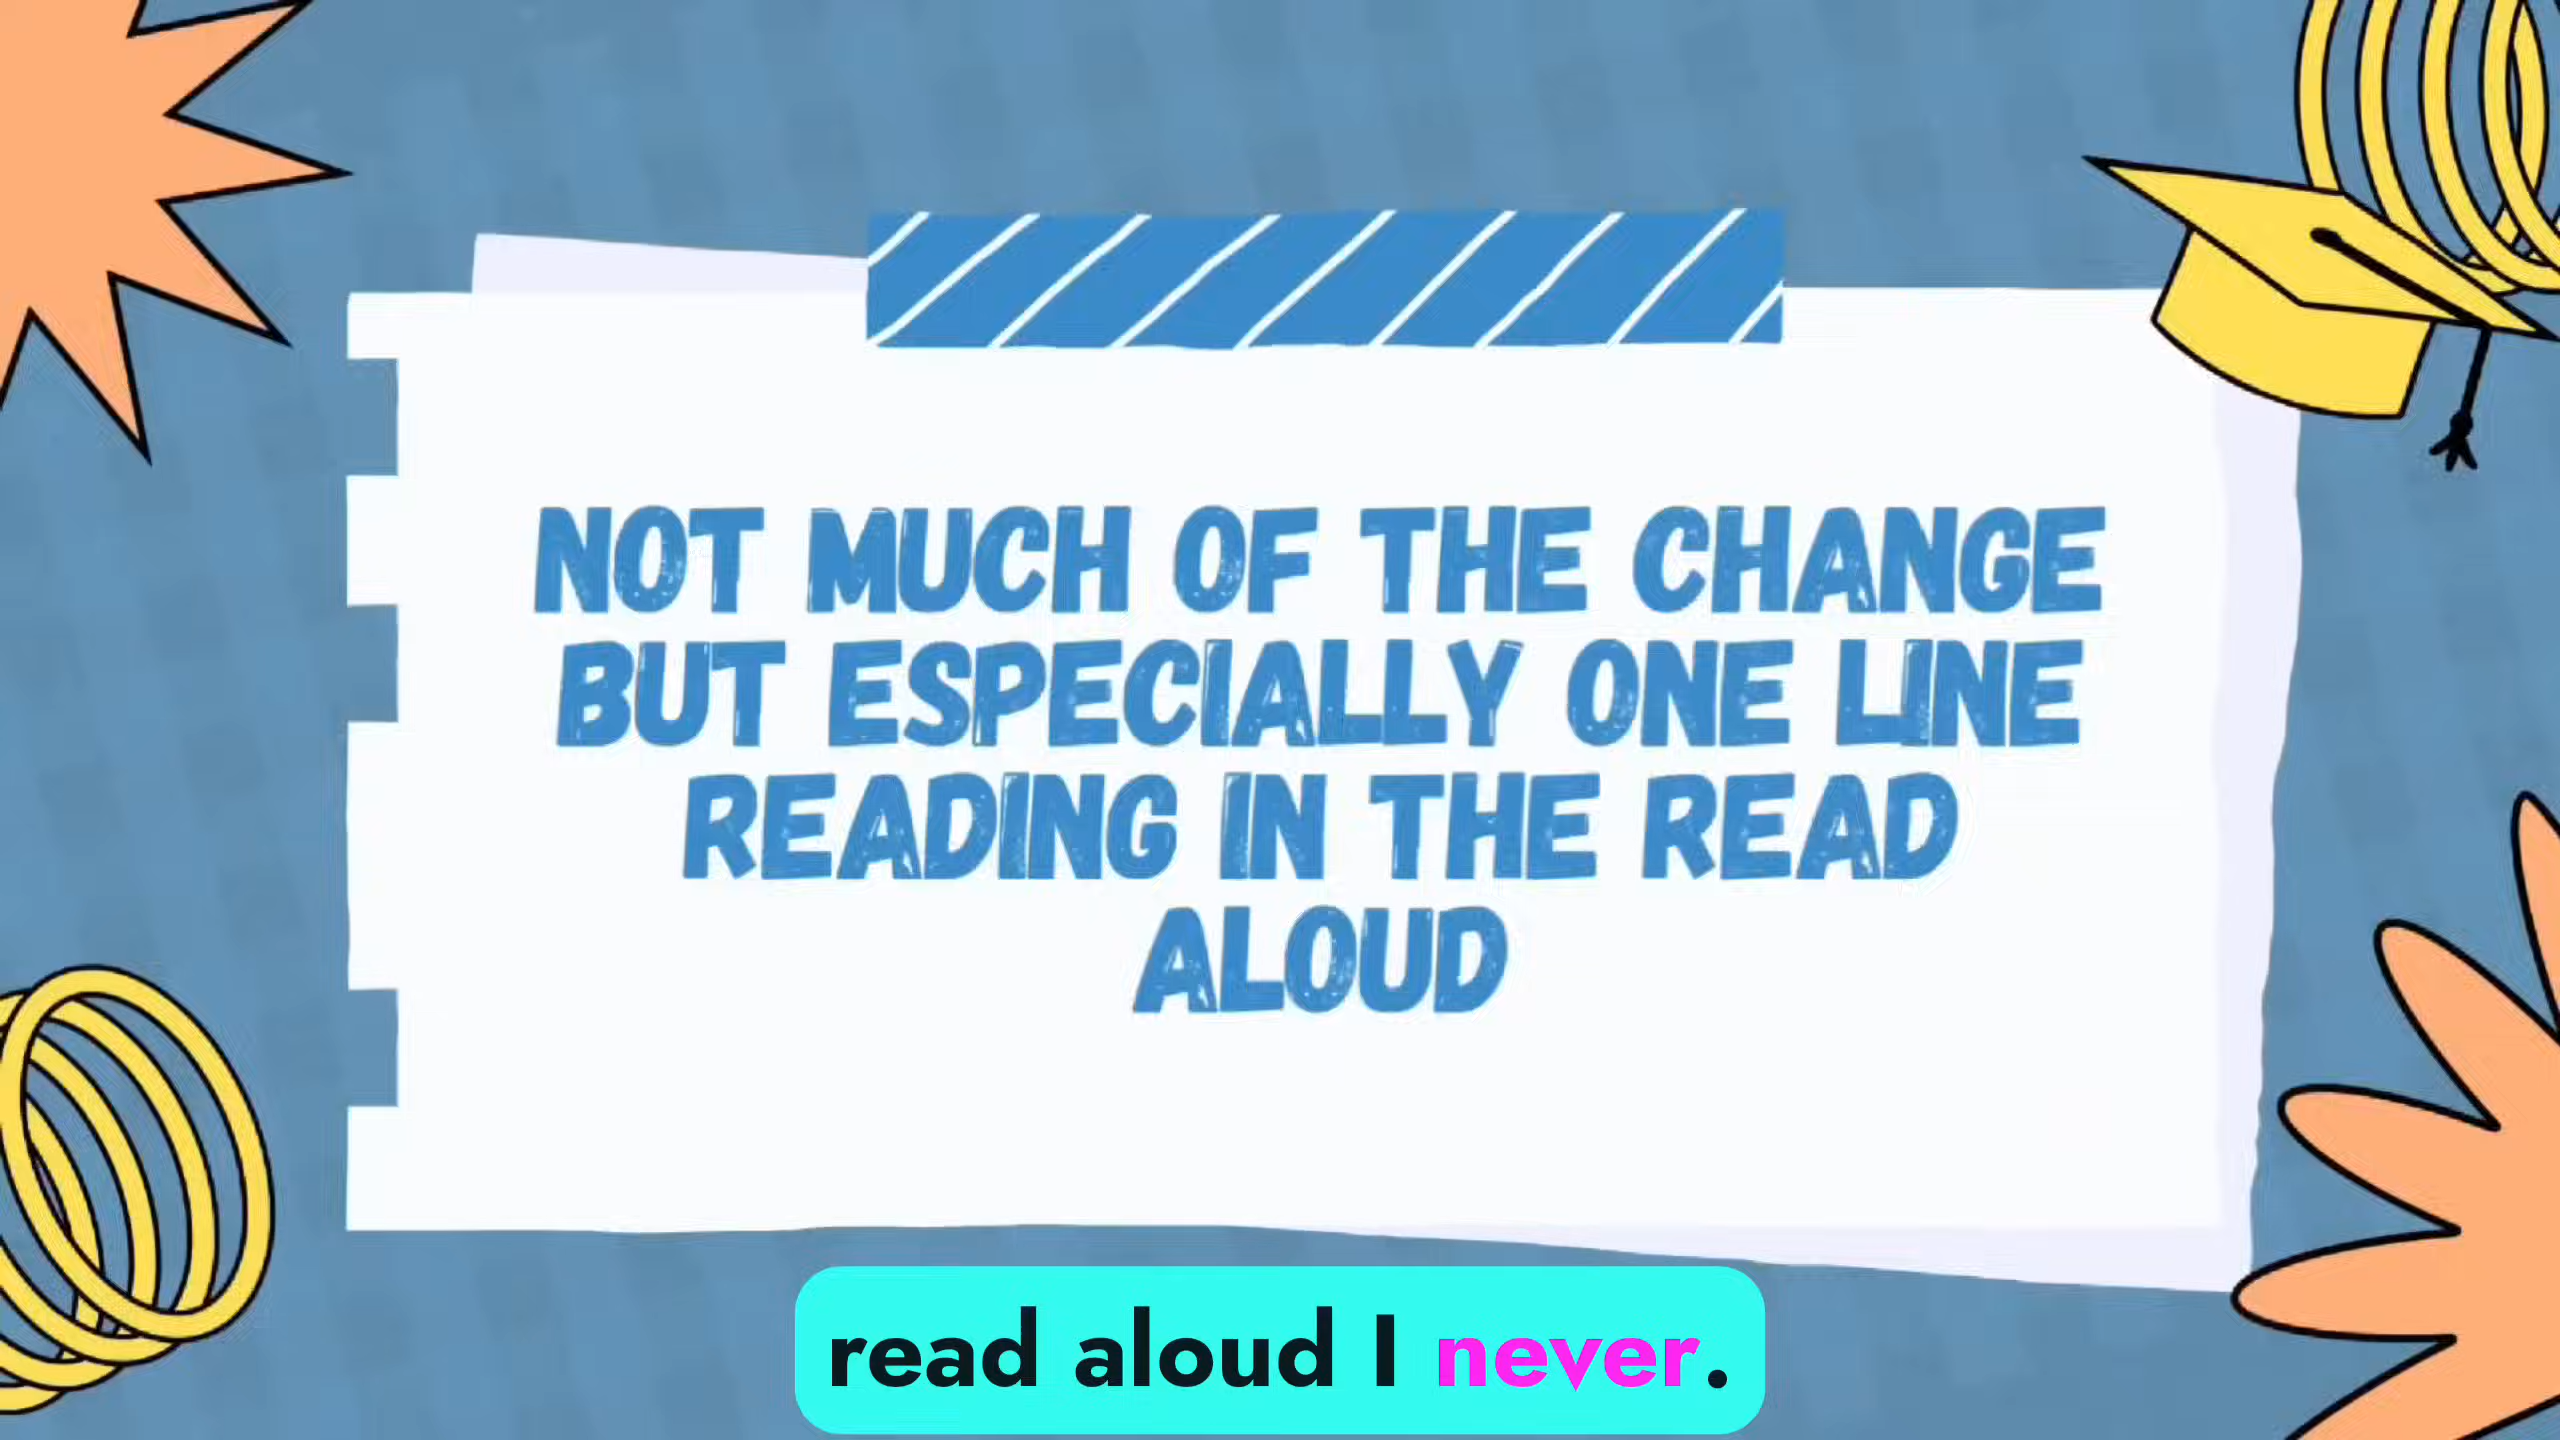 NOT MUCH OF THE CHANGE
BUT ESPECIALLY ONE LINE
READING IN THE READ
ALOUD
read aloud I never.